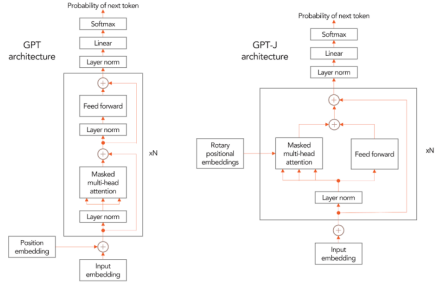 Probability of next token
Softmax
Linear
Layer norm
GPT
architecture
+
Feed forward
Layer norm
+
xN
Masked
multi-head
attention
Layer norm
Position
embedding
+
Input
embedding
Probability of next token
Softmax
Linear
Layer norm
GPT-J
architecture
+
+
Rotary
positional
embeddings
Masked
multi-head
attention
Feed forward
xN
Layer norm
+
Input
embedding